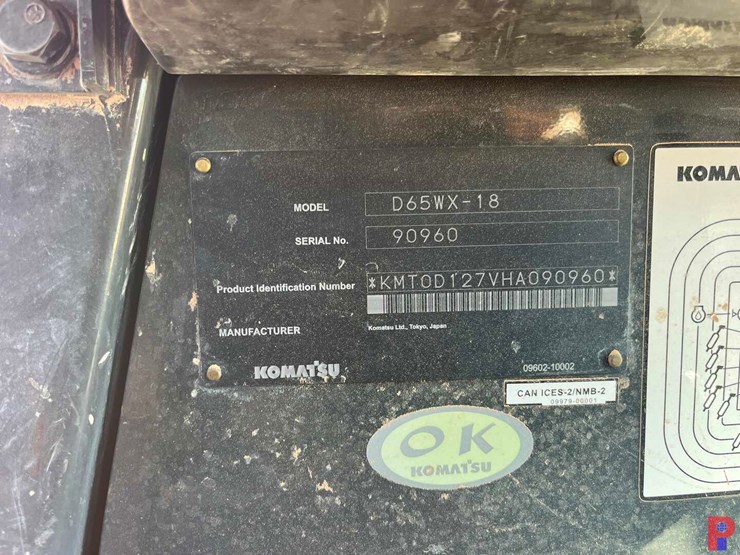 MODEL D65WX-18
SERIAL No. 90960
Product Identification Number *KMT0D127VHA090960*
MANUFACTURER Komatsu Ltd., Tokyo, Japan
KOMATSU 09602-10002
CAN ICES-2/NMB-2
09979-00001
OK
KOMATSU
KOMA